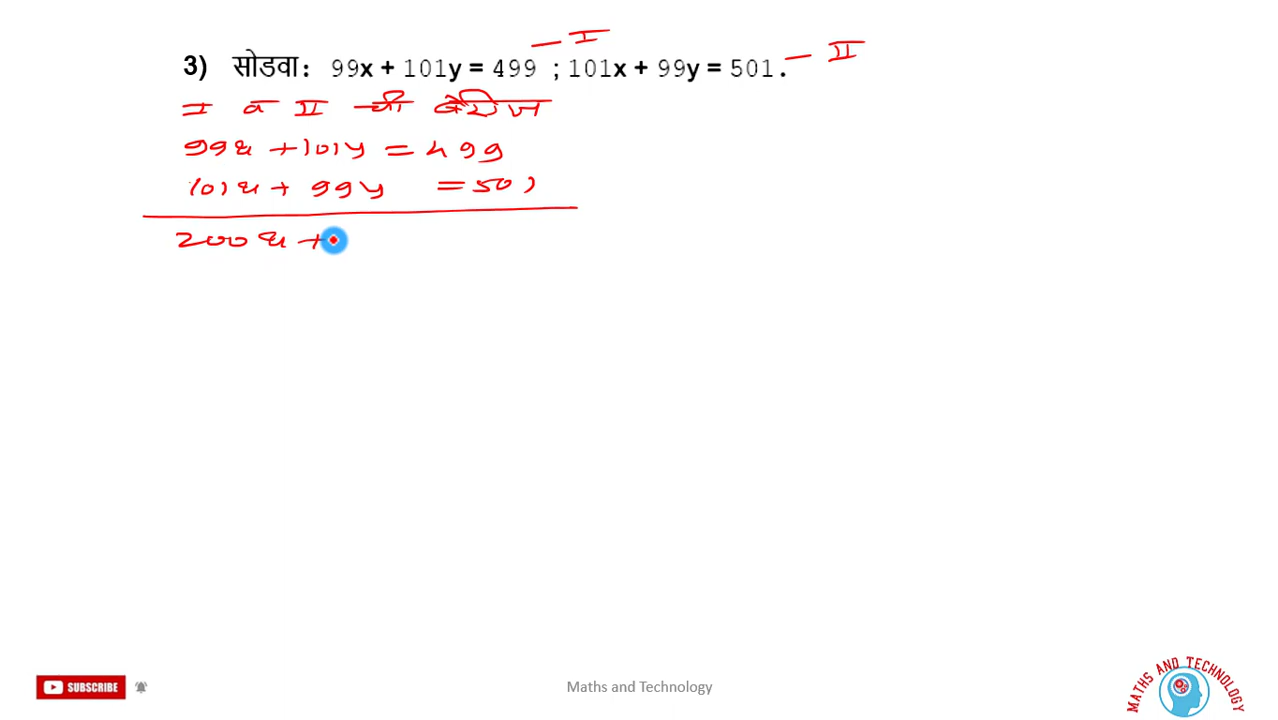 — I
3) सोडवा: 99x + 101y = 499 ; 101x + 99y = 501. — II
I व II ची बेरीज
99x + 101y = 499
101x + 99y = 501
200x +
SUBSCRIBE
Maths and Technology
MATHS AND TECHNOLOGY